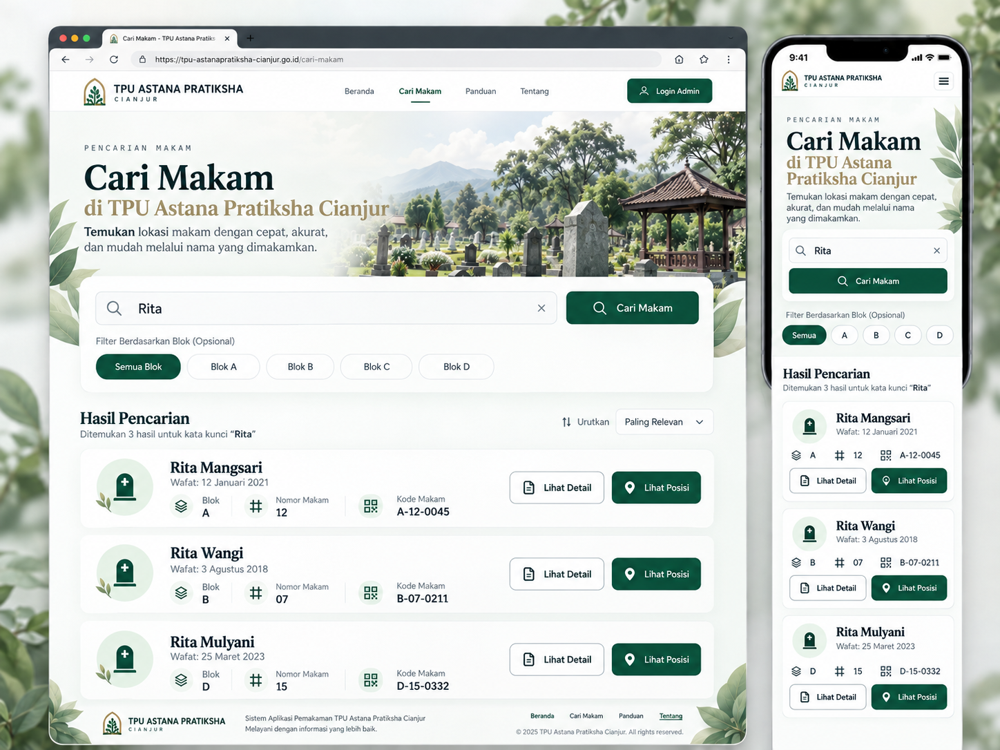 Cari Makam - TPU Astana Pratiks
https://tpu-astanapratiksha-cianjur.go.id/cari-makam
TPU ASTANA PRATIKSHA
CIANJUR
Beranda
Cari Makam
Panduan
Tentang
Login Admin
PENCARIAN MAKAM
Cari Makam
di TPU Astana Pratiksha Cianjur
Temukan lokasi makam dengan cepat, akurat,
dan mudah melalui nama yang dimakamkan.
Rita
Cari Makam
Filter Berdasarkan Blok (Opsional)
Semua Blok
Blok A
Blok B
Blok C
Blok D
Hasil Pencarian
Ditemukan 3 hasil untuk kata kunci “Rita”
Urutkan
Paling Relevan
Rita Mangsari
Wafat: 12 Januari 2021
Blok
A
Nomor Makam
12
Kode Makam
A-12-0045
Lihat Detail
Lihat Posisi
Rita Wangi
Wafat: 3 Agustus 2018
Blok
B
Nomor Makam
07
Kode Makam
B-07-0211
Lihat Detail
Lihat Posisi
Rita Mulyani
Wafat: 25 Maret 2023
Blok
D
Nomor Makam
15
Kode Makam
D-15-0332
Lihat Detail
Lihat Posisi
TPU ASTANA PRATIKSHA
CIANJUR
Sistem Aplikasi Pemakaman TPU Astana Pratiksha Cianjur
Melayani dengan informasi yang lebih baik.
Beranda
Cari Makam
Panduan
Tentang
© 2025 TPU Astana Pratiksha Cianjur. All rights reserved.
9:41
TPU ASTANA PRATIKSHA
CIANJUR
PENCARIAN MAKAM
Cari Makam
di TPU Astana
Pratiksha Cianjur
Temukan lokasi makam dengan cepat,
akurat, dan mudah melalui nama
yang dimakamkan.
Rita
Cari Makam
Filter Berdasarkan Blok (Opsional)
Semua
A
B
C
D
Hasil Pencarian
Ditemukan 3 hasil untuk kata kunci “Rita”
Rita Mangsari
Wafat: 12 Januari 2021
A
12
A-12-0045
Lihat Detail
Lihat Posisi
Rita Wangi
Wafat: 3 Agustus 2018
B
07
B-07-0211
Lihat Detail
Lihat Posisi
Rita Mulyani
Wafat: 25 Maret 2023
D
15
D-15-0332
Lihat Detail
Lihat Posisi